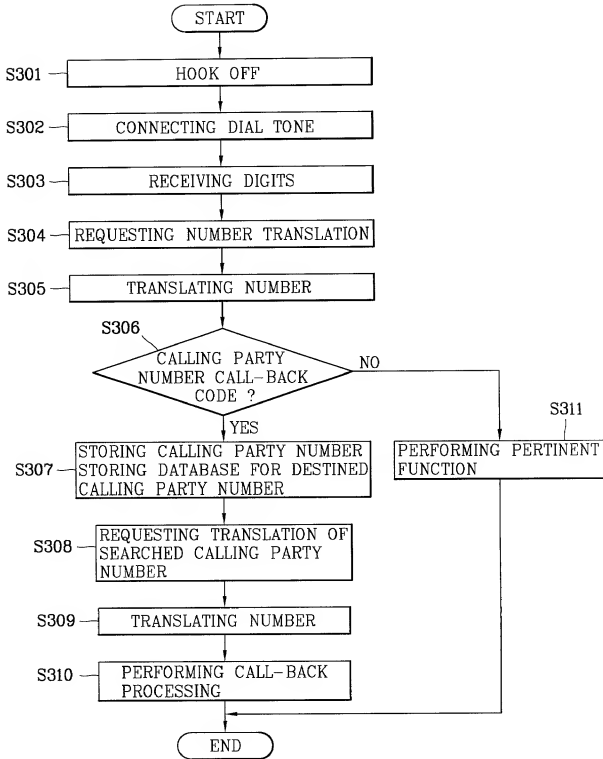 START
S301
HOOK OFF
S302
CONNECTING DIAL TONE
S303
RECEIVING DIGITS
S304
REQUESTING NUMBER TRANSLATION
S305
TRANSLATING NUMBER
S306
CALLING PARTY
NUMBER CALL-BACK
CODE ?
NO
YES
S311
PERFORMING PERTINENT
FUNCTION
S307
STORING CALLING PARTY NUMBER
STORING DATABASE FOR DESTINED
CALLING PARTY NUMBER
S308
REQUESTING TRANSLATION OF
SEARCHED CALLING PARTY
NUMBER
S309
TRANSLATING NUMBER
S310
PERFORMING CALL-BACK
PROCESSING
END